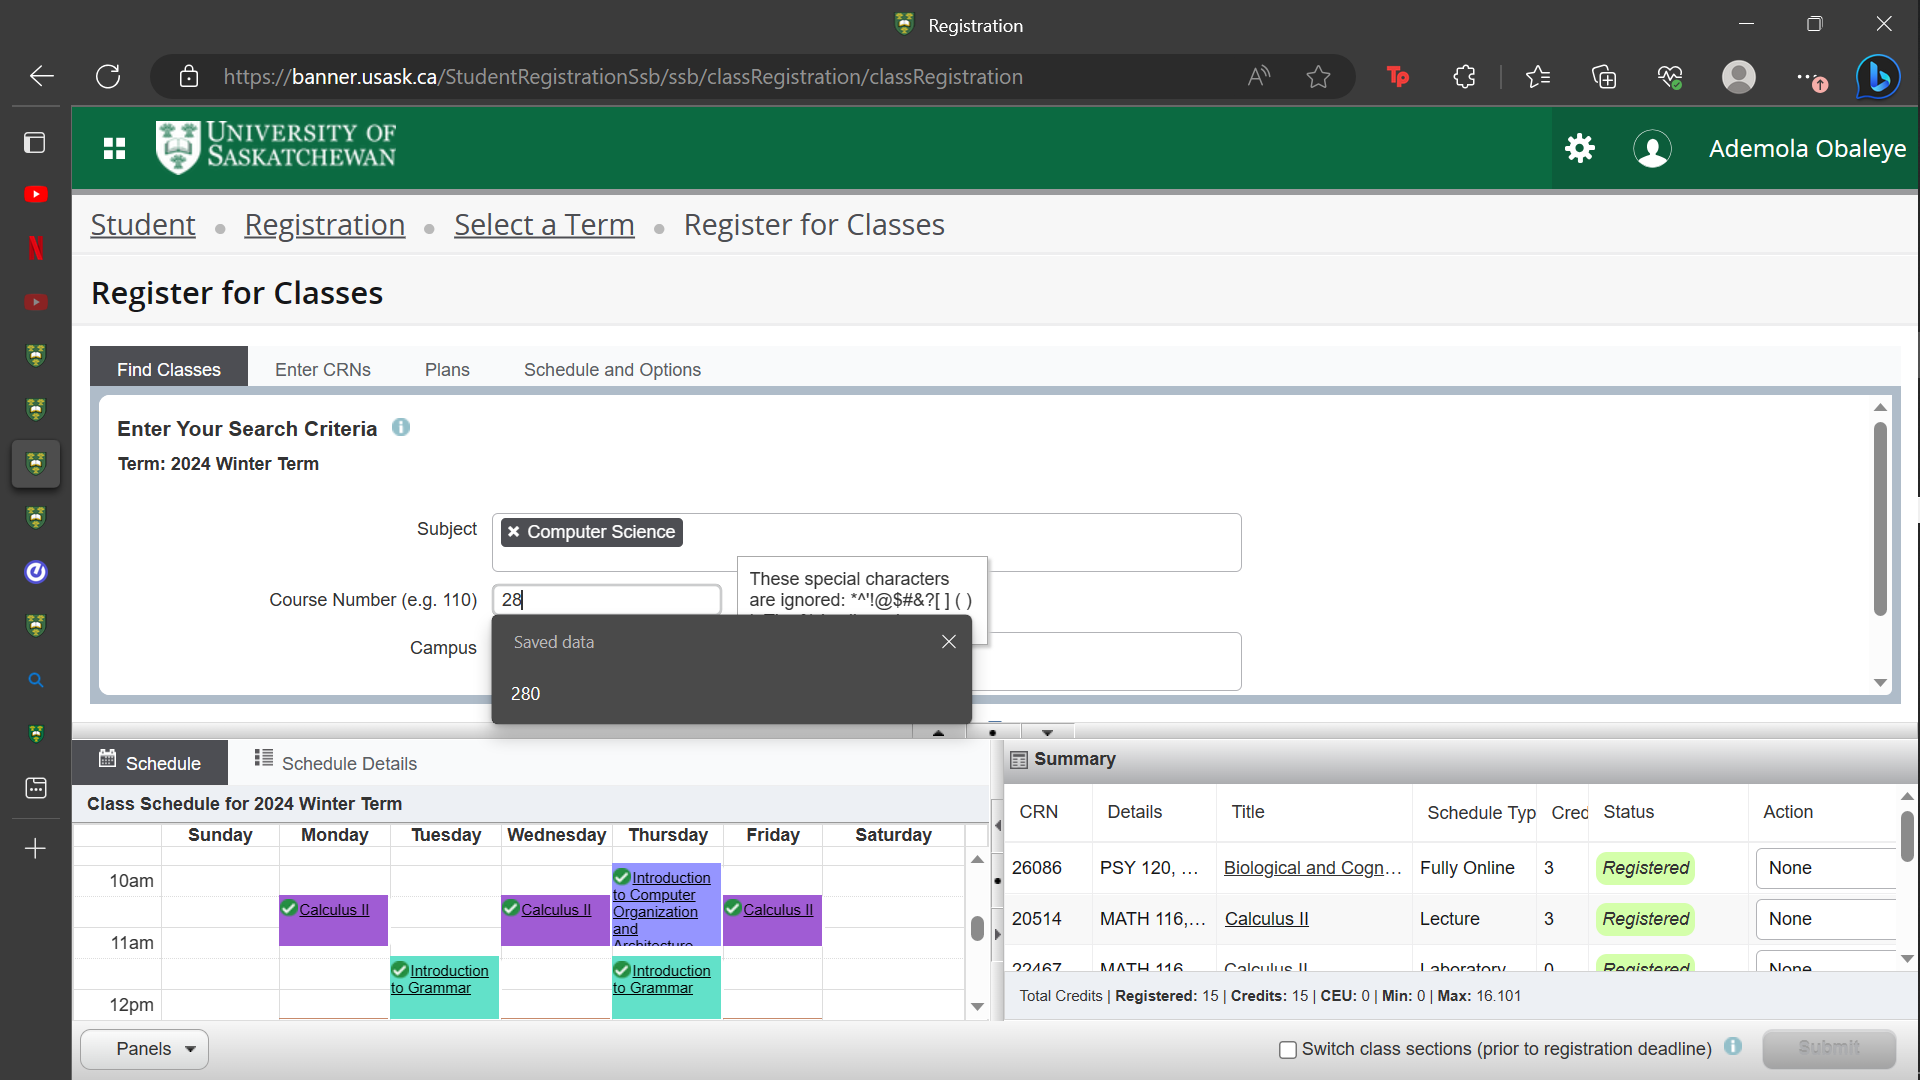 Registration
https://banner.usask.ca/StudentRegistrationSsb/ssb/classRegistration/classRegistration
UNIVERSITY OF
SASKATCHEWAN
Ademola Obaleye
Student • Registration • Select a Term • Register for Classes
Register for Classes
Find Classes
Enter CRNs
Plans
Schedule and Options
Enter Your Search Criteria
Term: 2024 Winter Term
Subject
Computer Science
These special characters
are ignored: *^'!@$#&?[ ] ( )
Course Number (e.g. 110)
28
Campus
Saved data
280
Schedule
Schedule Details
Class Schedule for 2024 Winter Term
Sunday Monday Tuesday Wednesday Thursday Friday Saturday
10am
11am
12pm
Calculus II
Calculus II
Introduction
to Computer
Organization
and
Architecture
Calculus II
Introduction
to Grammar
Introduction
to Grammar
Summary
CRN Details Title Schedule Typ Cred Status Action
26086 PSY 120, ... Biological and Cogn... Fully Online 3 Registered None
20514 MATH 116,... Calculus II Lecture 3 Registered None
22467 MATH 116 Calculus II Laboratory 0 Registered None
Total Credits | Registered: 15 | Credits: 15 | CEU: 0 | Min: 0 | Max: 16.101
Panels
Switch class sections (prior to registration deadline)
Submit